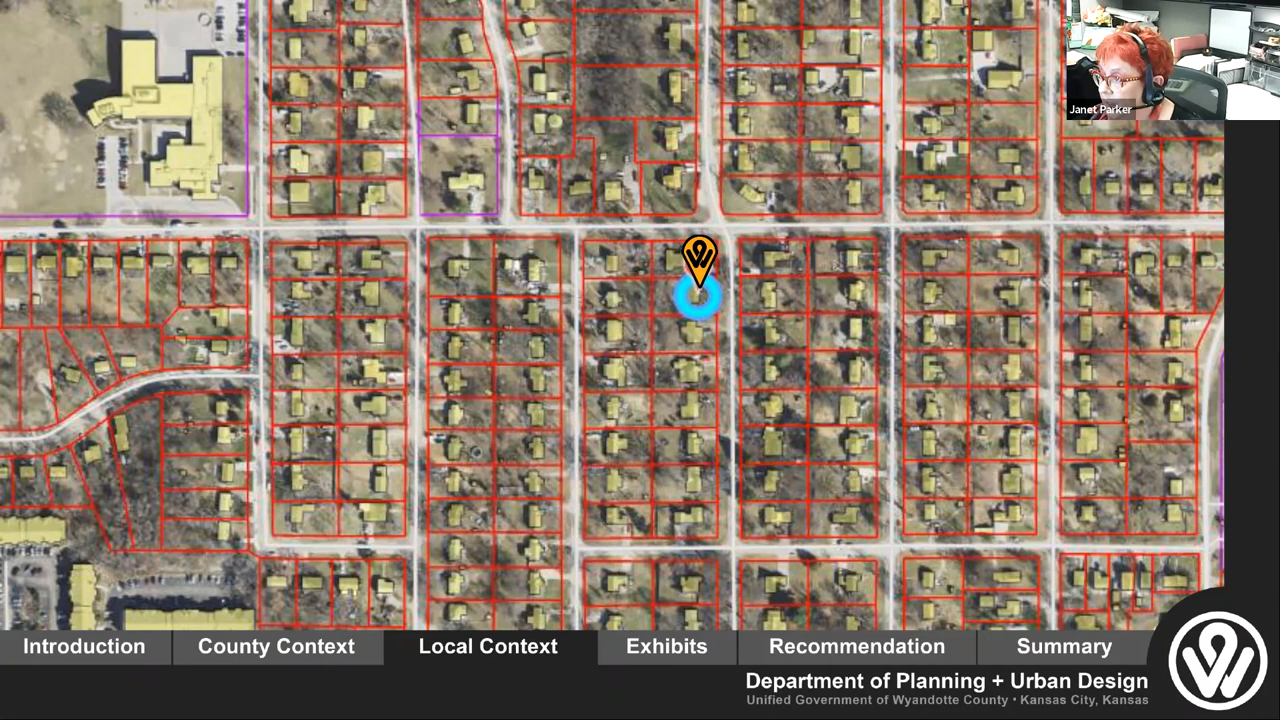 Janet Parker
Introduction
County Context
Local Context
Exhibits
Recommendation
Summary
Department of Planning + Urban Design
Unified Government of Wyandotte County • Kansas City, Kansas